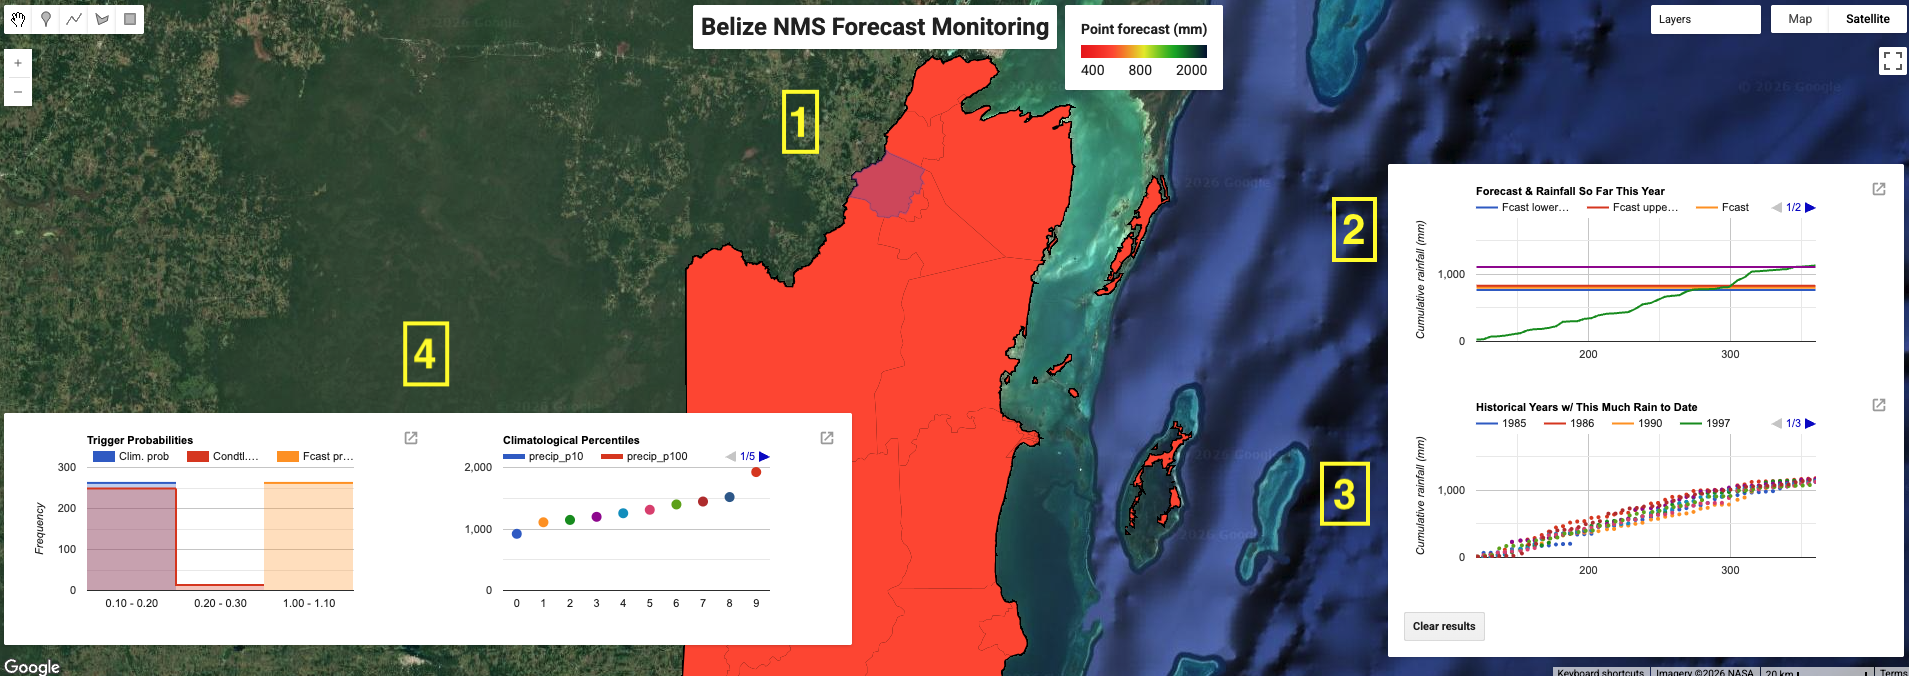 Belize NMS Forecast Monitoring
Point forecast (mm)
400 800 2000
Layers
Map Satellite
+
−
© 2026 Google
1
2
3
4
Forecast & Rainfall So Far This Year
Fcast lower... Fcast uppe... Fcast 1/2
Cumulative rainfall (mm)
1,000
0
200 300
Historical Years w/ This Much Rain to Date
1985 1986 1990 1997 1/3
Cumulative rainfall (mm)
1,000
0
200 300
Clear results
Trigger Probabilities
Clim. prob Condtl.... Fcast pr...
Frequency
300
200
100
0
0.10 - 0.20 0.20 - 0.30 1.00 - 1.10
Climatological Percentiles
precip_p10 precip_p100 1/5
2,000
1,000
0
0 1 2 3 4 5 6 7 8 9
Google
Keyboard shortcuts Imagery ©2026 NASA 20 km Terms